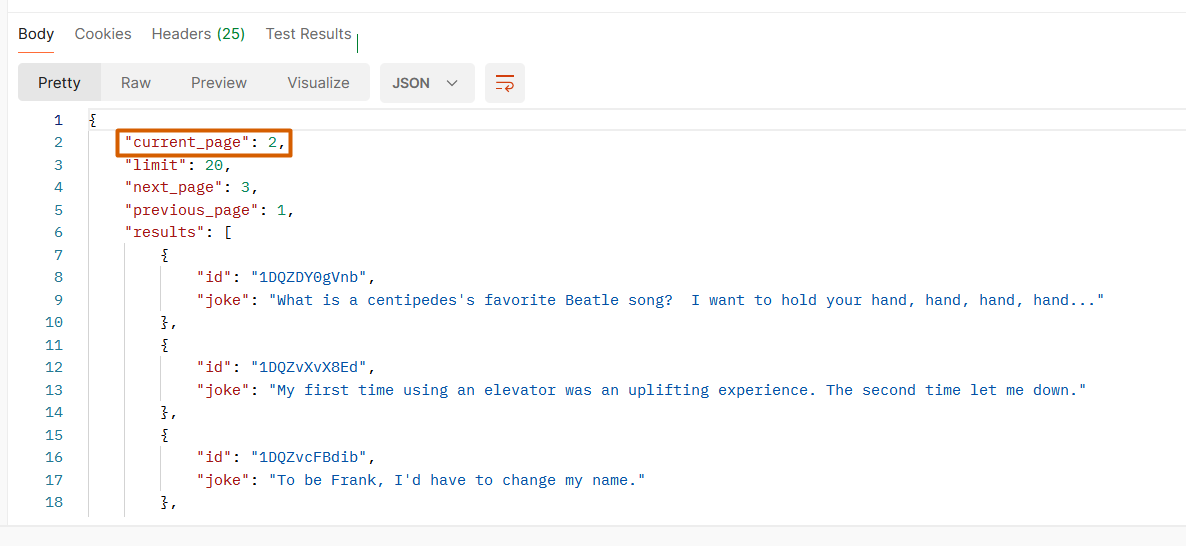 Body Cookies Headers (25) Test Results
Pretty Raw Preview Visualize JSON
1 {
2 "current_page": 2,
3 "limit": 20,
4 "next_page": 3,
5 "previous_page": 1,
6 "results": [
7 {
8 "id": "1DQZDY0gVnb",
9 "joke": "What is a centipedes's favorite Beatle song?  I want to hold your hand, hand, hand, hand..."
10 },
11 {
12 "id": "1DQZvXvX8Ed",
13 "joke": "My first time using an elevator was an uplifting experience. The second time let me down."
14 },
15 {
16 "id": "1DQZvcFBdib",
17 "joke": "To be Frank, I'd have to change my name."
18 },